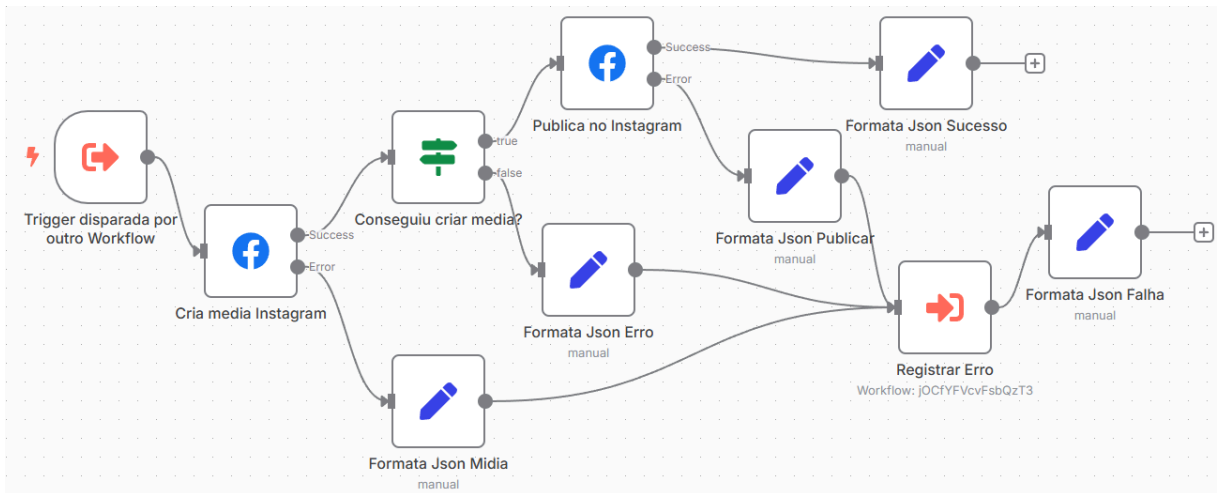 Success
Error
Publica no Instagram
Formata Json Sucesso
manual
true
false
Conseguiu criar media?
Trigger disparada por
outro Workflow
Success
Error
Cria media Instagram
Formata Json Publicar
manual
Formata Json Erro
manual
Formata Json Falha
manual
Registrar Erro
Workflow: jOCfYFVcvFsbQzT3
Formata Json Midia
manual